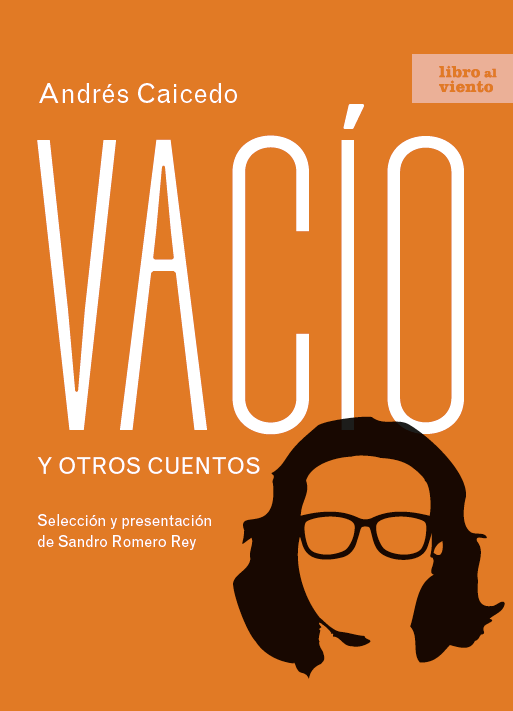 libro al
viento
Andrés Caicedo
VACÍO
Y OTROS CUENTOS
Selección y presentación
de Sandro Romero Rey